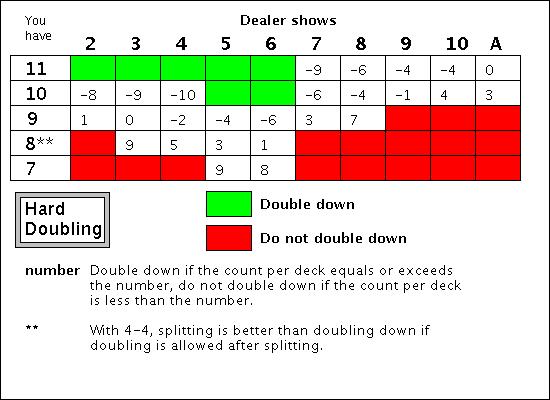 You Dealer shows
have 2 3 4 5 6 7 8 9 10 A
11 -9 -6 -4 -4 0
10 -8 -9 -10 -6 -4 -1 4 3
9 1 0 -2 -4 -6 3 7
8** 9 5 3 1
7 9 8
Hard
Doubling
Double down
Do not double down
number Double down if the count per deck equals or exceeds
the number, do not double down if the count per deck
is less than the number.
** With 4-4, splitting is better than doubling down if
doubling is allowed after splitting.